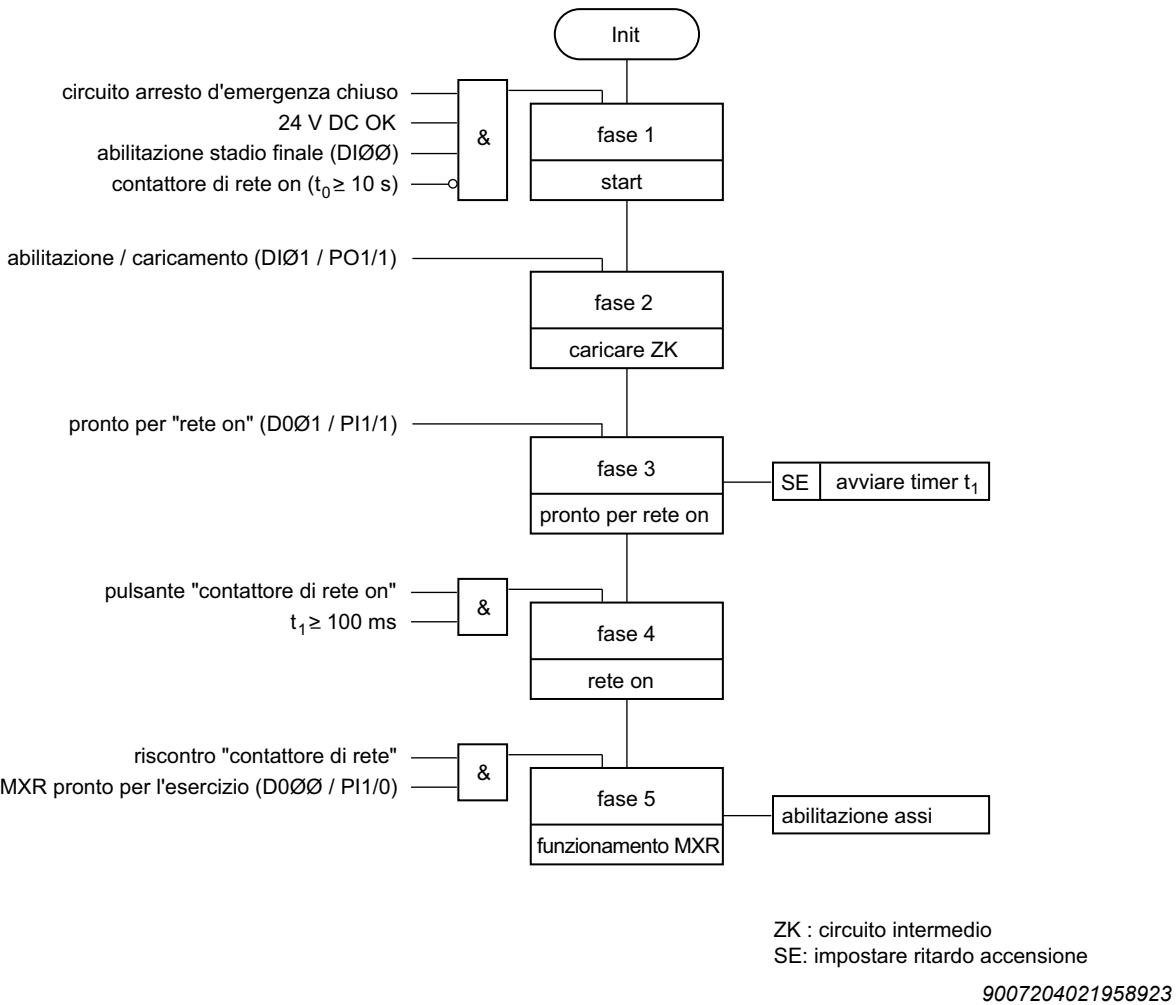 Init
circuito arresto d'emergenza chiuso
24 V DC OK
abilitazione stadio finale (DIØØ)
contattore di rete on (t0 ≥ 10 s)
&
fase 1
start
abilitazione / caricamento (DIØ1 / PO1/1)
fase 2
caricare ZK
pronto per "rete on" (D0Ø1 / PI1/1)
fase 3
pronto per rete on
SE avviare timer t1
pulsante "contattore di rete on"
t1 ≥ 100 ms
&
fase 4
rete on
riscontro "contattore di rete"
MXR pronto per l'esercizio (D0ØØ / PI1/0)
&
fase 5
funzionamento MXR
abilitazione assi
ZK : circuito intermedio
SE: impostare ritardo accensione
9007204021958923